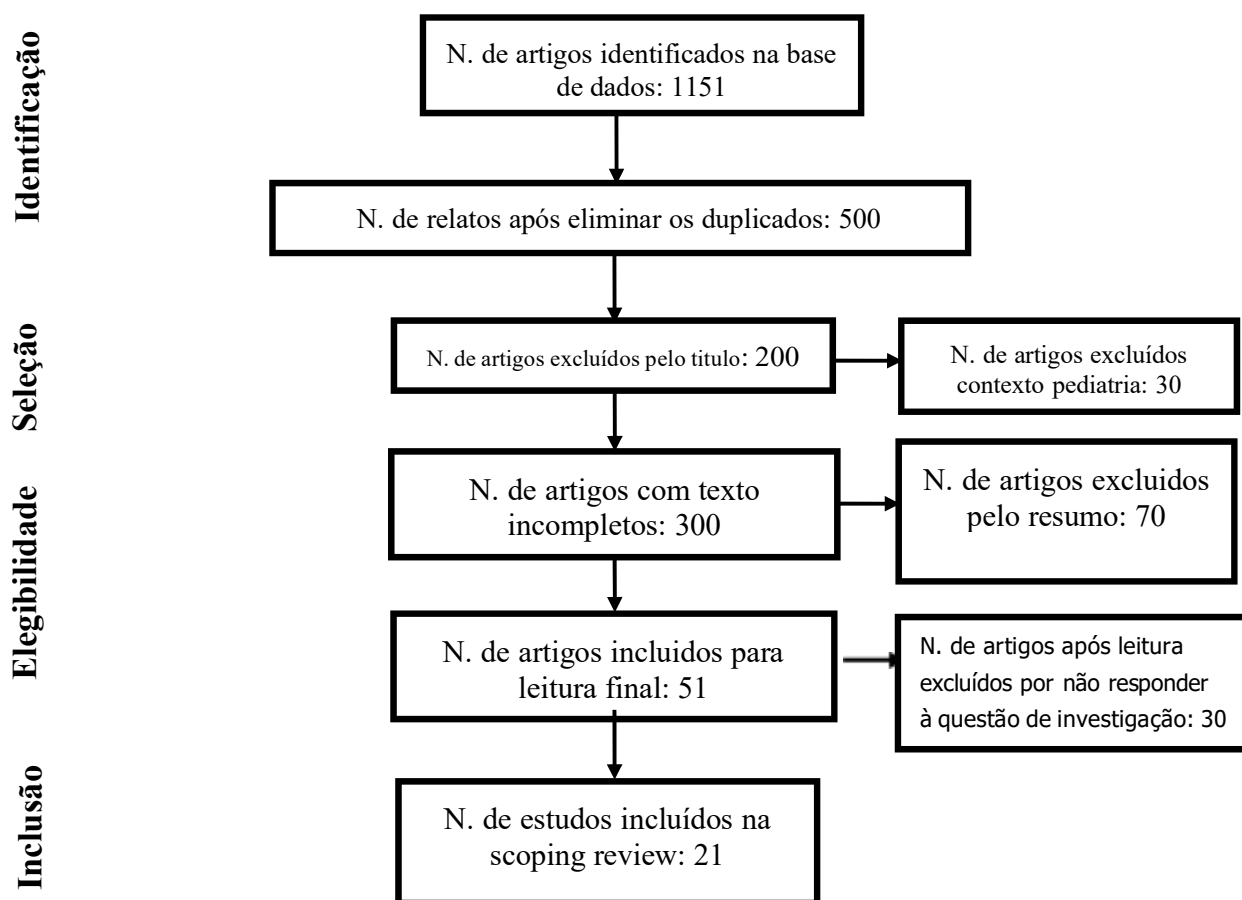 Identificação
N. de artigos identificados na base
de dados: 1151
N. de relatos após eliminar os duplicados: 500
Seleção
N. de artigos excluídos pelo titulo: 200
N. de artigos excluídos
contexto pediatria: 30
Elegibilidade
N. de artigos com texto
incompletos: 300
N. de artigos excluidos
pelo resumo: 70
N. de artigos incluidos para
leitura final: 51
N. de artigos após leitura
excluídos por não responder
à questão de investigação: 30
Inclusão
N. de estudos incluídos na
scoping review: 21